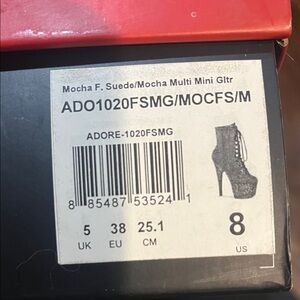 Mocha F. Suede/Mocha Multi Mini Gltr
ADO1020FSMG/MOCFS/M
ADORE-1020FSMG
8 85487 53524 1
5 38 25.1 8
UK EU CM US